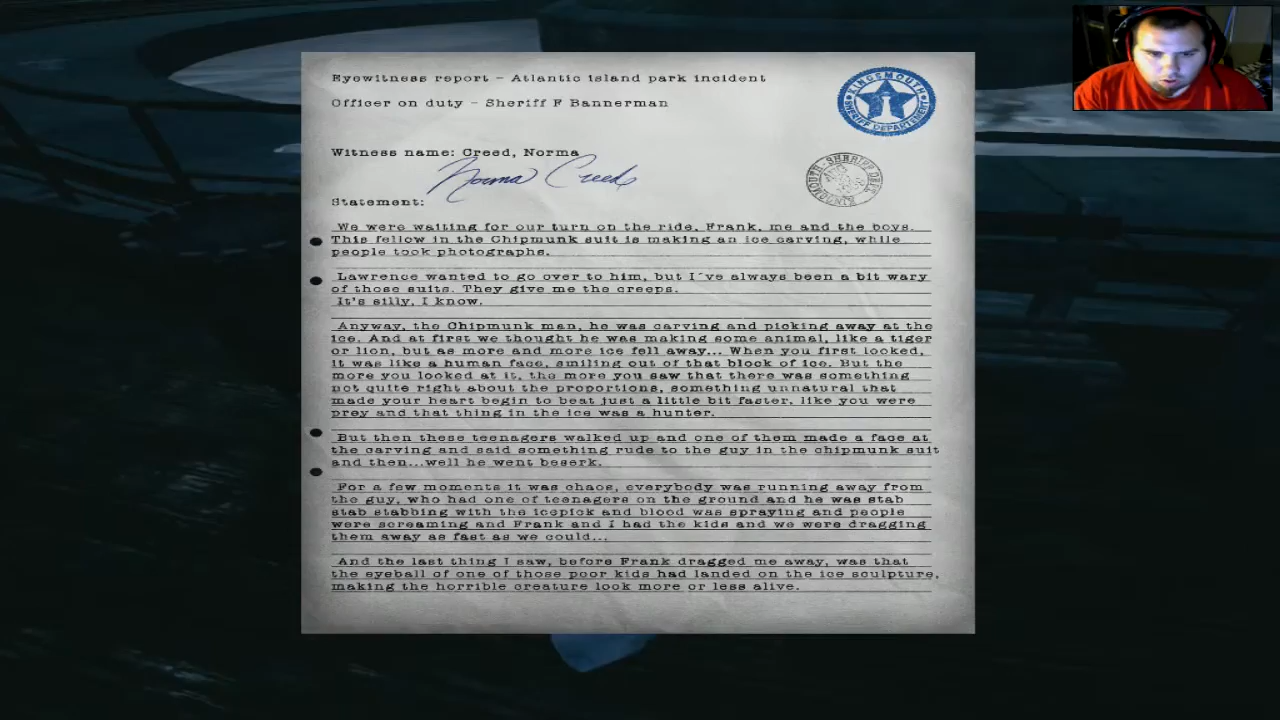 Eyewitness report - Atlantic island park incident
Officer on duty - Sheriff F Bannerman
KINGSMOUTH
SHERIFF DEPARTEMENT
Witness name: Creed, Norma
Norma Creed
Statement:
We were waiting for our turn on the ride, Frank, me and the boys.
This fellow in the Chipmunk suit is making an ice carving, while
people took photographs.
Lawrence wanted to go over to him, but I´ve always been a bit wary
of those suits. They give me the creeps.
It's silly, I know.
Anyway, the Chipmunk man, he was carving and picking away at the
ice. And at first we thought he was making some animal, like a tiger
or lion, but as more and more ice fell away... When you first looked,
it was like a human face, smiling out of that block of ice. But the
more you looked at it, the more you saw that there was something
not quite right about the proportions, something unnatural that
made your heart begin to beat just a little bit faster, like you were
prey and that thing in the ice was a hunter.
But then these teenagers walked up and one of them made a face at
the carving and said something rude to the guy in the chipmunk suit
and then...well he went beserk.
For a few moments it was chaos, everybody was running away from
the guy, who had one of teenagers on the ground and he was stab
stab stabbing with the icepick and blood was spraying and people
were screaming and Frank and I had the kids and we were dragging
them away as fast as we could...
And the last thing I saw, before Frank dragged me away, was that
the eyeball of one of those poor kids had landed on the ice sculpture,
making the horrible creature look more or less alive.